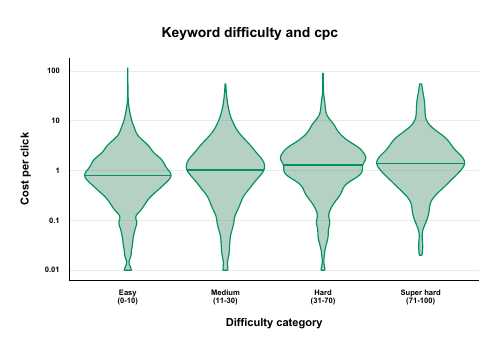 Keyword difficulty and cpc
Cost per click
100
10
1
0.1
0.01
Easy
(0-10)
Medium
(11-30)
Hard
(31-70)
Super hard
(71-100)
Difficulty category